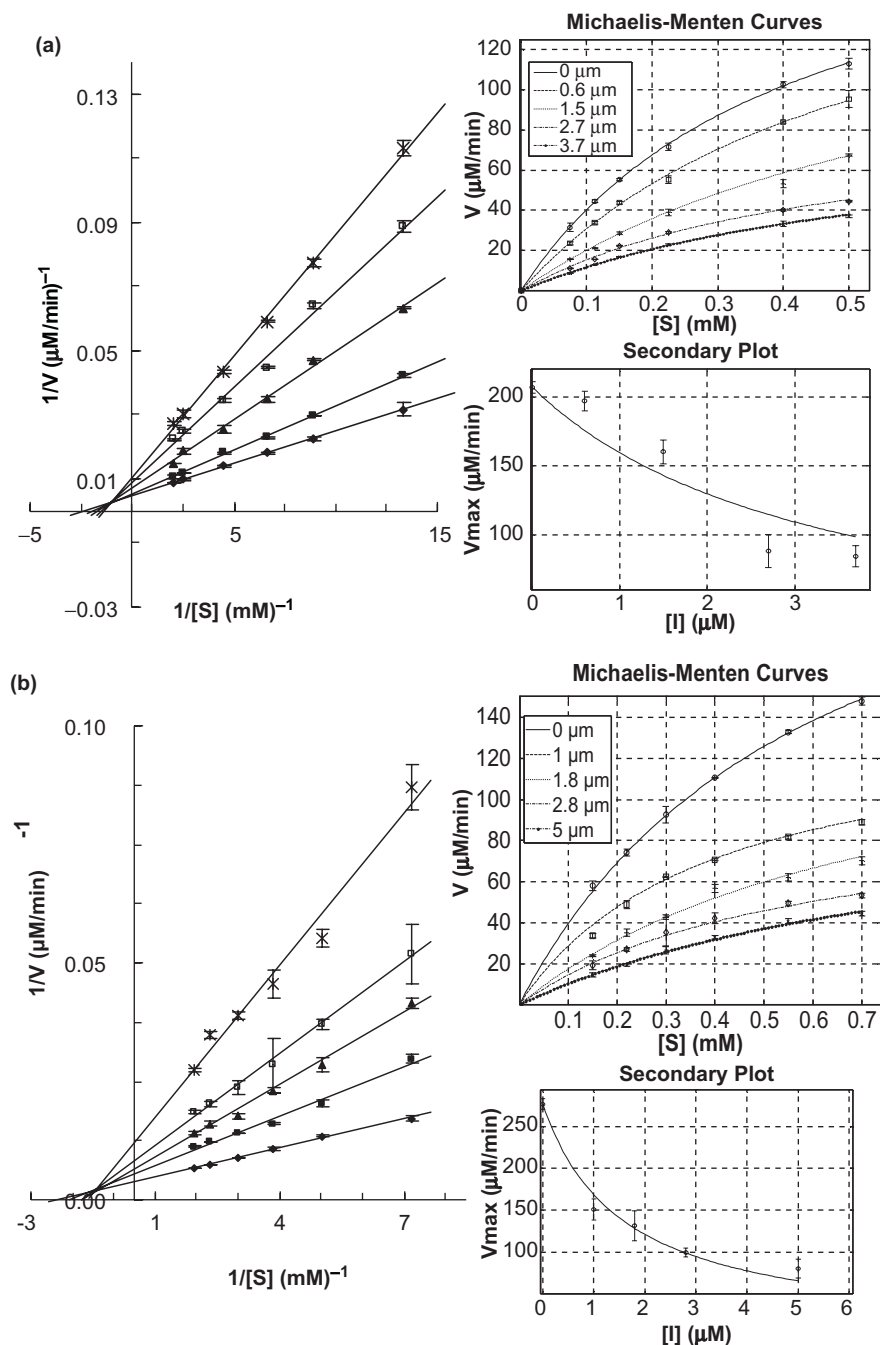 (a)
0.13
0.09
0.05
0.01
−0.03
−5
5
15
1/V (μM/min)⁻¹
1/[S] (mM)⁻¹
Michaelis-Menten Curves
120
100
80
60
40
20
0 μm
0.6 μm
1.5 μm
2.7 μm
3.7 μm
V (μM/min)
0
0.1
0.2
0.3
0.4
0.5
[S] (mM)
Secondary Plot
200
150
100
Vmax (μM/min)
0
1
2
3
[I] (μM)
(b)
0.10
0.05
0.00
-3
1
4
7
1/V (μM/min)
-1
1/[S] (mM)⁻¹
Michaelis-Menten Curves
140
120
100
80
60
40
20
0 μm
1 μm
1.8 μm
2.8 μm
5 μm
V (μM/min)
0.1
0.2
0.3
0.4
0.5
0.6
0.7
[S] (mM)
Secondary Plot
250
200
150
100
Vmax (μM/min)
0
1
2
3
4
5
6
[I] (μM)